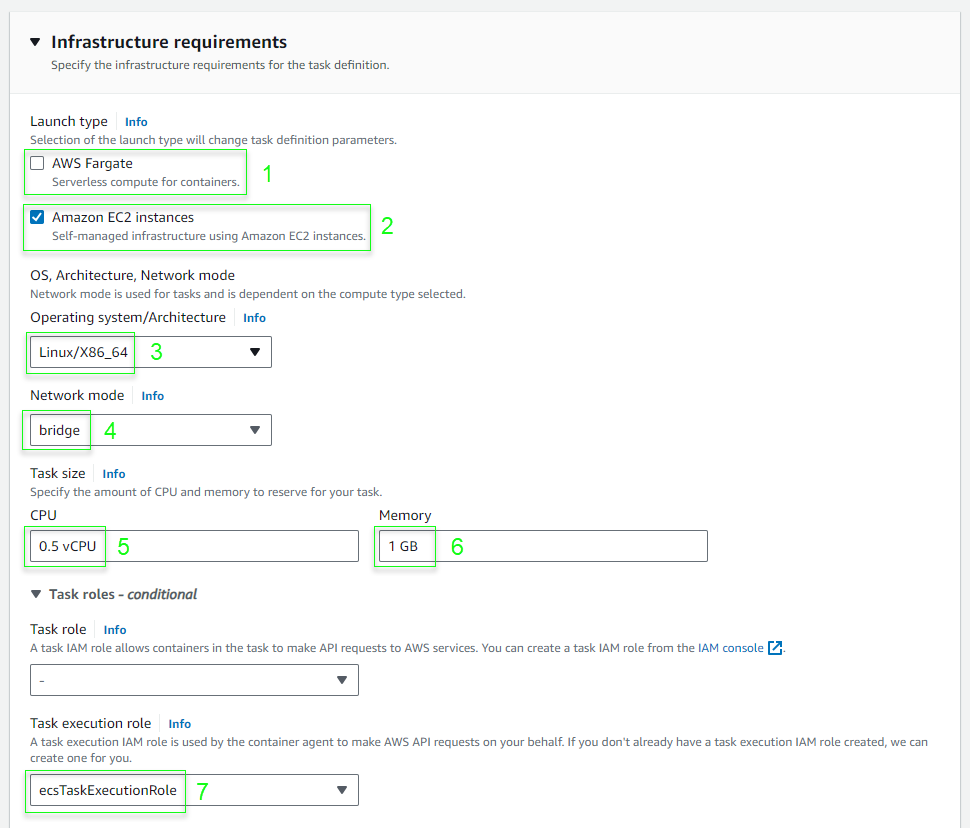 Infrastructure requirements
Specify the infrastructure requirements for the task definition.
Launch type Info
Selection of the launch type will change task definition parameters.
AWS Fargate
Serverless compute for containers.
1
Amazon EC2 instances
Self-managed infrastructure using Amazon EC2 instances.
2
OS, Architecture, Network mode
Network mode is used for tasks and is dependent on the compute type selected.
Operating system/Architecture Info
Linux/X86_64 3
Network mode Info
bridge 4
Task size Info
Specify the amount of CPU and memory to reserve for your task.
CPU Memory
0.5 vCPU 5 1 GB 6
Task roles - conditional
Task role Info
A task IAM role allows containers in the task to make API requests to AWS services. You can create a task IAM role from the IAM console.
-
Task execution role Info
A task execution IAM role is used by the container agent to make AWS API requests on your behalf. If you don't already have a task execution IAM role created, we can
create one for you.
ecsTaskExecutionRole 7